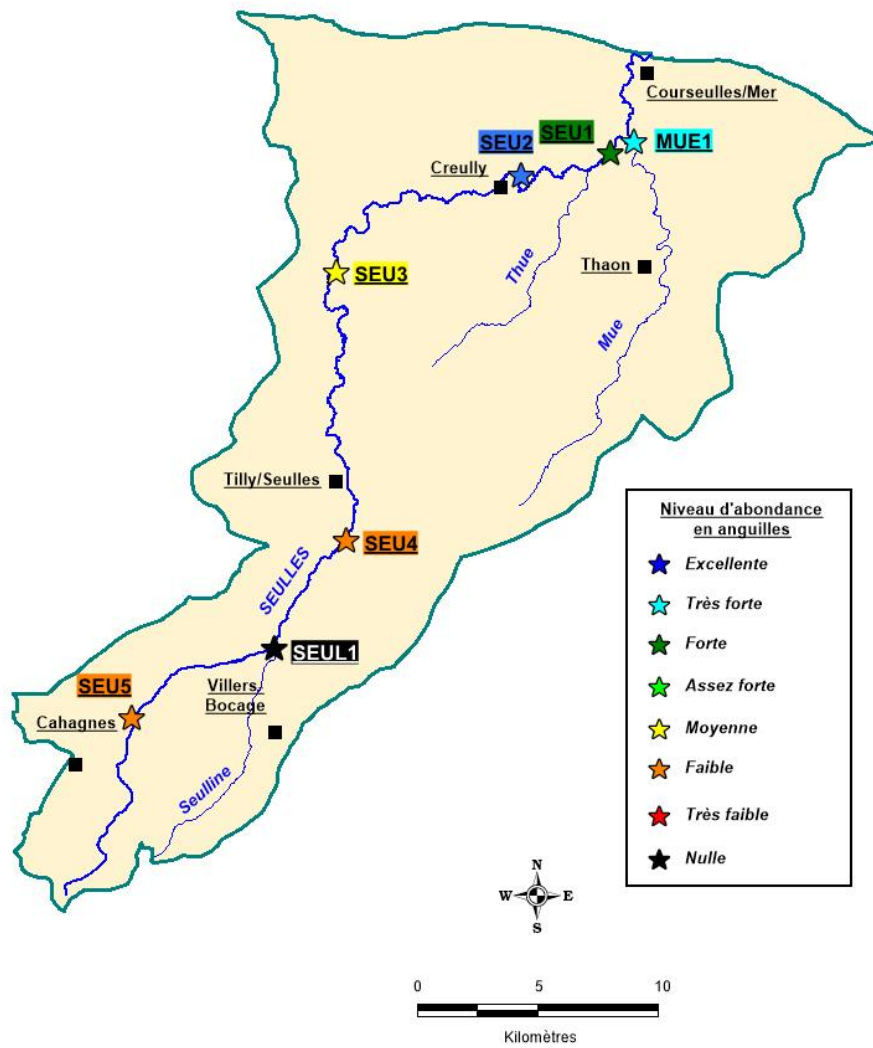 Courseulles/Mer
SEU1
SEU2
MUE1
Creully
Thue
Thaon
SEU3
Mue
Tilly/Seulles
SEU4
SEULLES
SEUL1
SEU5
Villers
Bocage
Cahagnes
Seulline
Niveau d'abondance
en anguilles
Excellente
Très forte
Forte
Assez forte
Moyenne
Faible
Très faible
Nulle
N
W E
S
0 5 10
Kilomètres